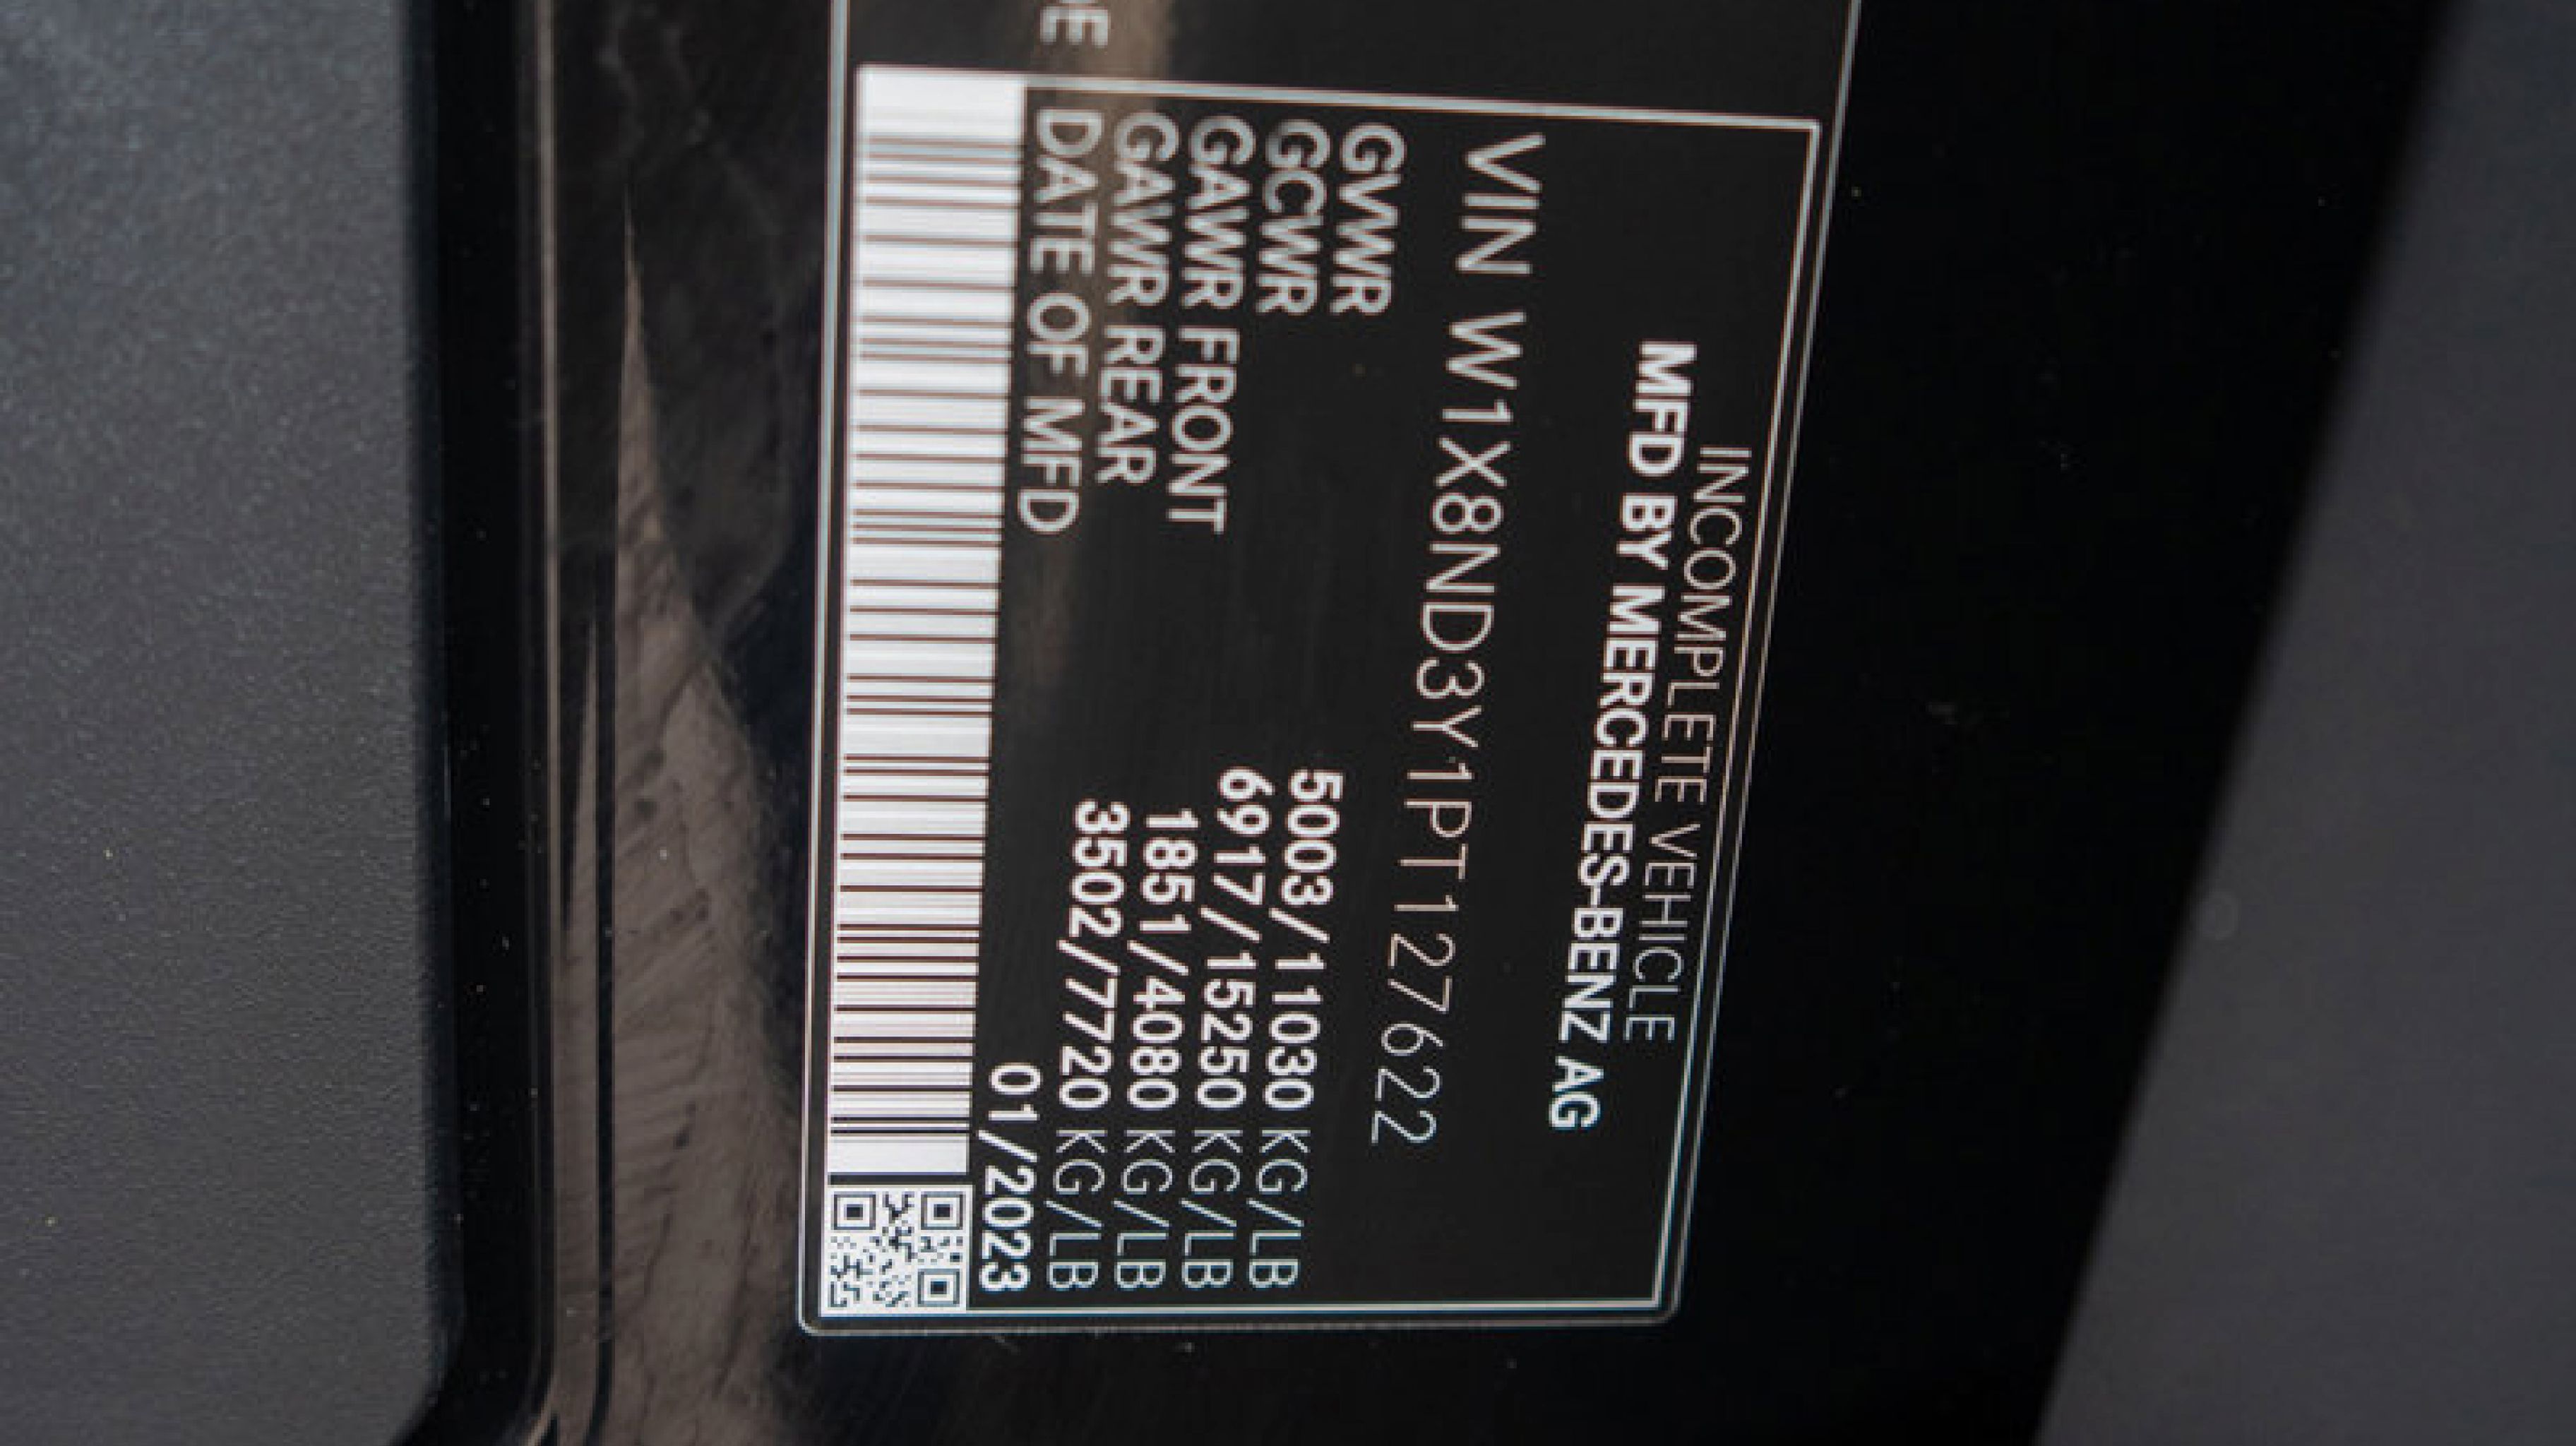 INCOMPLETE VEHICLE
MFD BY MERCEDES-BENZ AG
VIN W1X8ND3Y1PT127622
GVWR 5003/11030 KG/LB
GCWR 6917/15250 KG/LB
GAWR FRONT 1851/4080 KG/LB
GAWR REAR 3502/7720 KG/LB
DATE OF MFD 01/2023